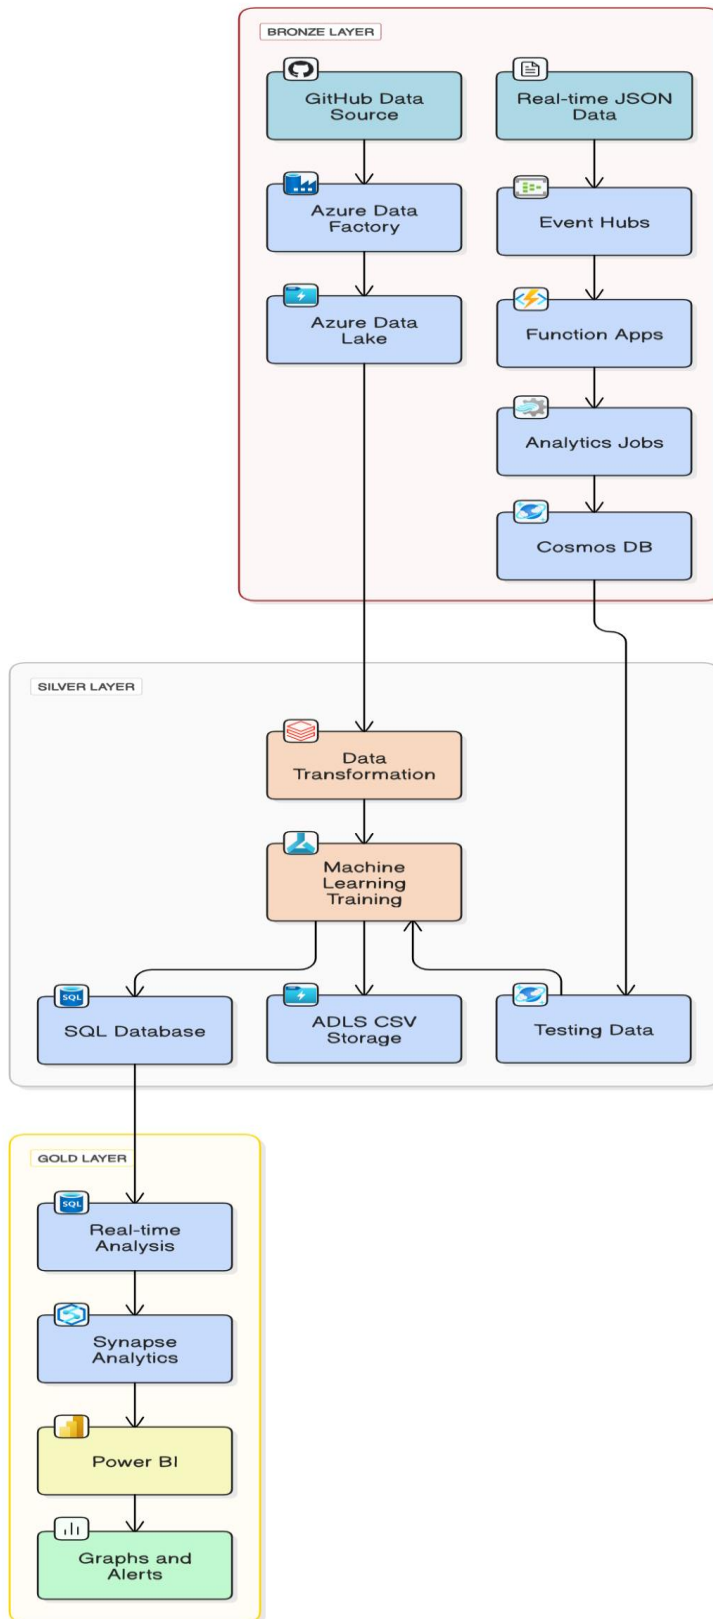 BRONZE LAYER
GitHub Data
Source
Real-time JSON
Data
Azure Data
Factory
Event Hubs
Azure Data
Lake
Function Apps
Analytics Jobs
Cosmos DB
SILVER LAYER
Data
Transformation
Machine
Learning
Training
SQL
SQL Database
ADLS CSV
Storage
Testing Data
GOLD LAYER
SQL
Real-time
Analysis
Synapse
Analytics
Power BI
Graphs and
Alerts